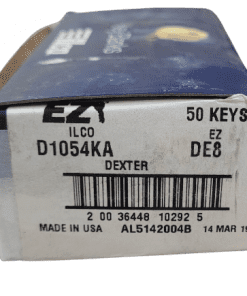 EZ 50 KEYS
ILCO EZ
D1054KA DE8
DEXTER
2 00 36448 10292 5
MADE IN USA AL5142004B 14 MAR 19